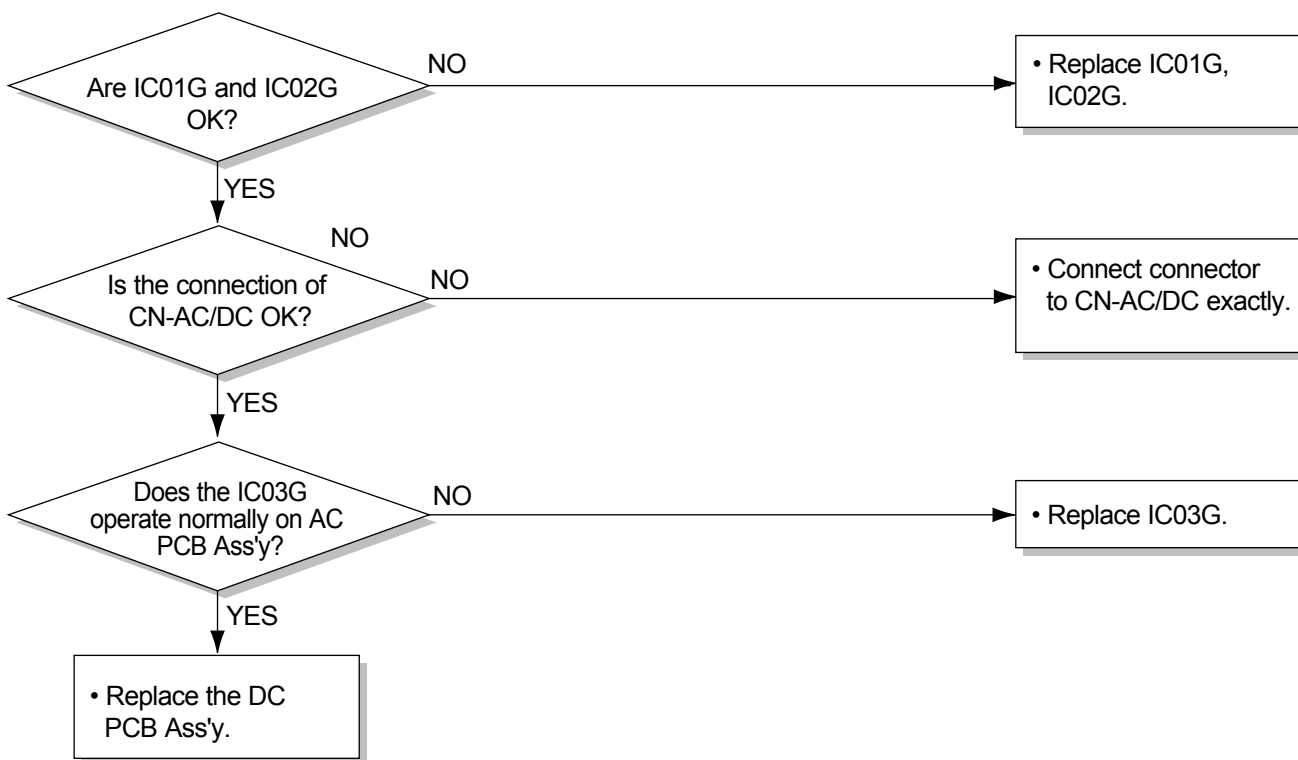 Are IC01G and IC02G
OK?
NO
• Replace IC01G,
IC02G.
YES
NO
Is the connection of
CN-AC/DC OK?
NO
• Connect connector
to CN-AC/DC exactly.
YES
Does the IC03G
operate normally on AC
PCB Ass'y?
NO
• Replace IC03G.
YES
• Replace the DC
PCB Ass'y.